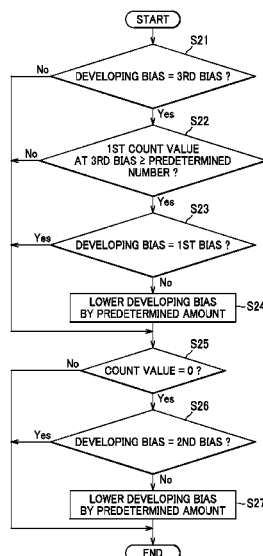 START
S21
DEVELOPING BIAS = 3RD BIAS ?
No
Yes
S22
1ST COUNT VALUE
AT 3RD BIAS ≥ PREDETERMINED
NUMBER ?
No
Yes
S23
DEVELOPING BIAS = 1ST BIAS ?
Yes
No
LOWER DEVELOPING BIAS
BY PREDETERMINED AMOUNT
S24
S25
COUNT VALUE = 0 ?
No
Yes
S26
DEVELOPING BIAS = 2ND BIAS ?
Yes
No
LOWER DEVELOPING BIAS
BY PREDETERMINED AMOUNT
S27
END